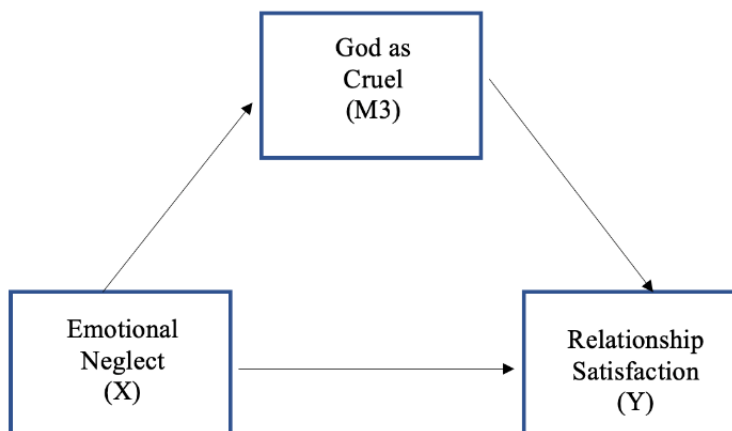 God as
Cruel
(M3)
Emotional
Neglect
(X)
Relationship
Satisfaction
(Y)